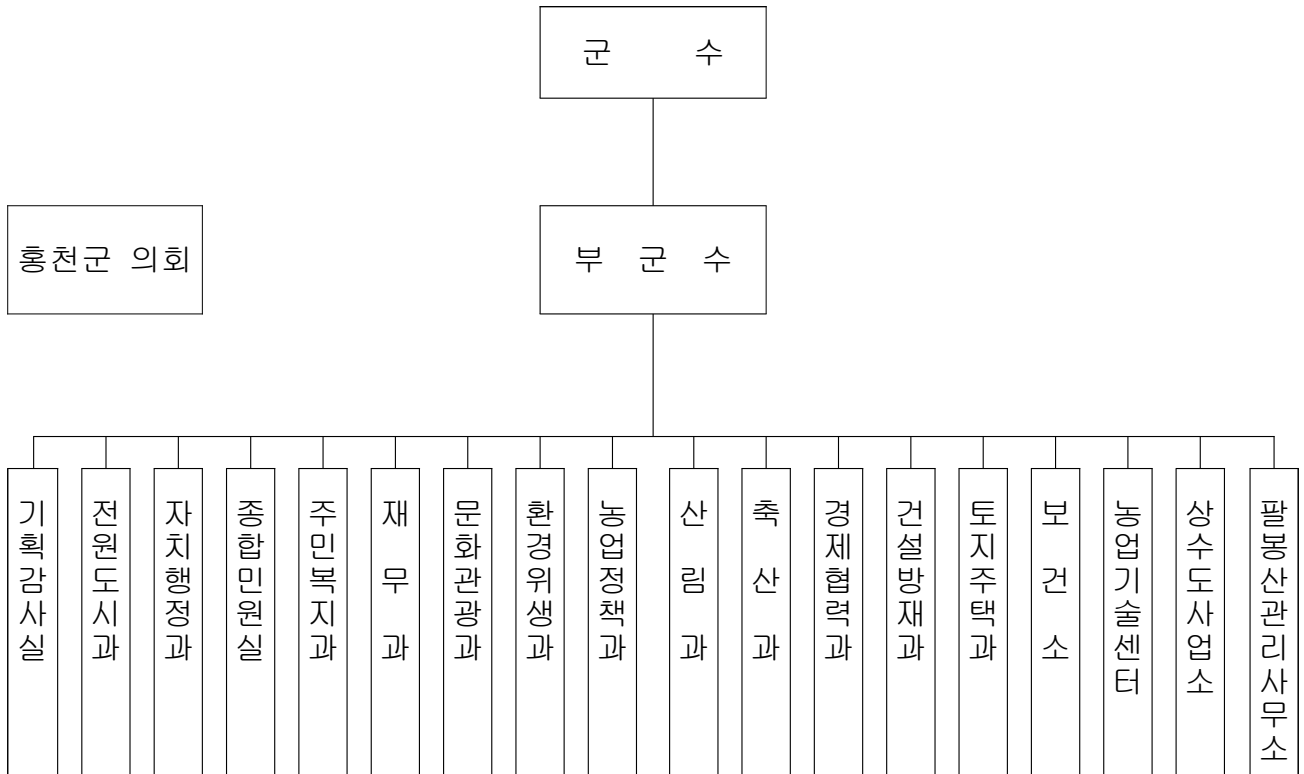 군 수
홍천군 의회
부 군 수
기획감사실
전원도시과
자치행정과
종합민원실
주민복지과
재무과
문화관광과
환경위생과
농업정책과
산림과
축산과
경제협력과
건설방재과
토지주택과
보건소
농업기술센터
상수도사업소
팔봉산관리사무소